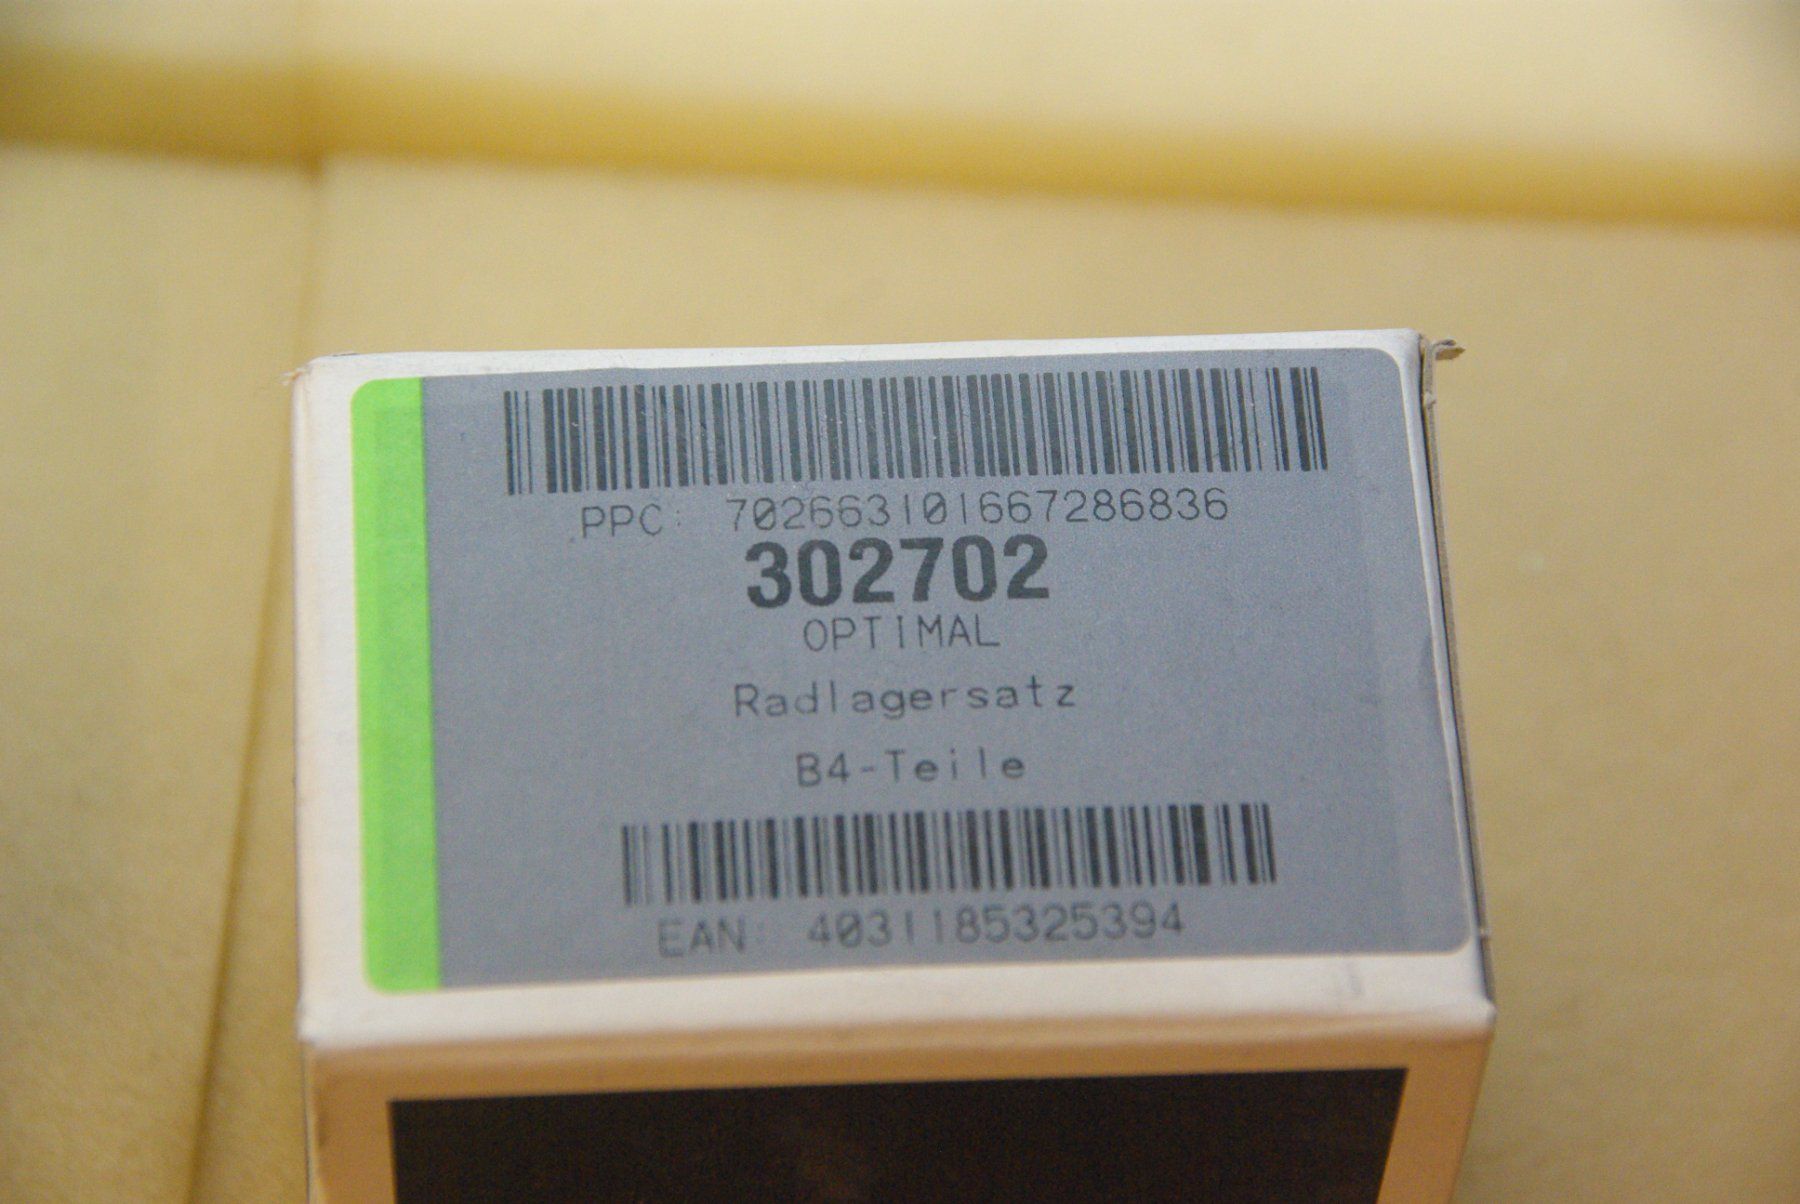 PPC: 702663101667286836
302702
OPTIMAL
Radlagersatz
B4-Teile
EAN: 4031185325394